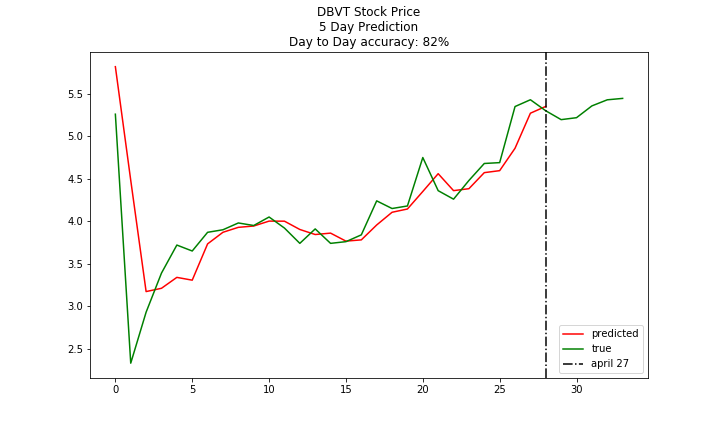 DBVT Stock Price
5 Day Prediction
Day to Day accuracy: 82%
5.5
5.0
4.5
4.0
3.5
3.0
2.5
0 5 10 15 20 25 30
predicted
true
april 27